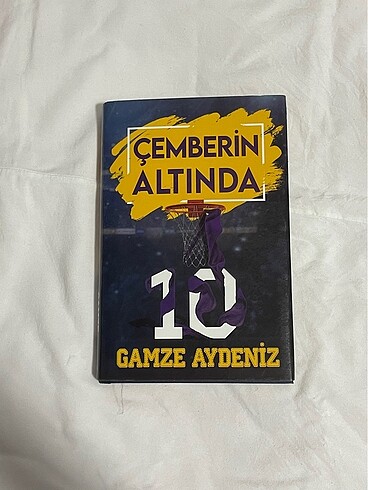 ÇEMBERİN
ALTINDA
10
GAMZE AYDENİZ